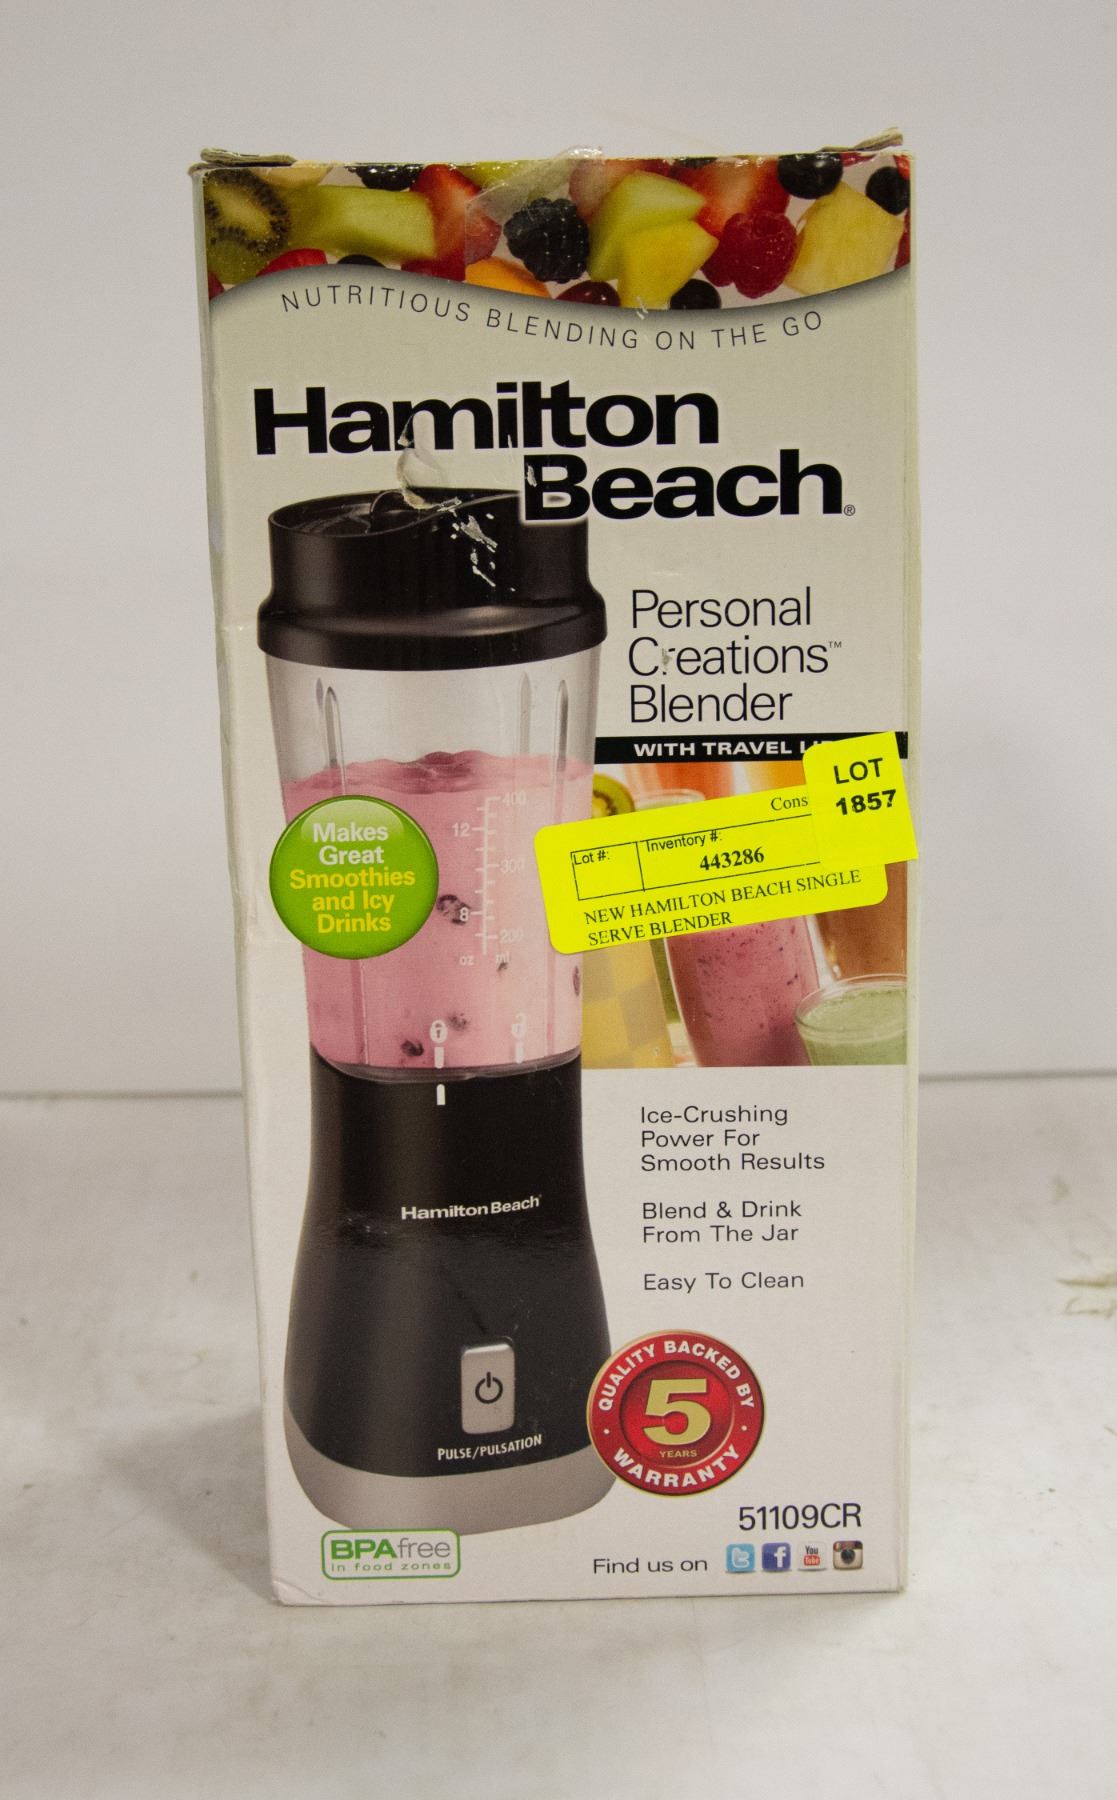 NUTRITIOUS BLENDING ON THE GO
Hamilton
Beach®
Personal
Creations™
Blender
WITH TRAVEL
LOT
1857
Cons
Lot #:
Inventory #:
443286
NEW HAMILTON BEACH SINGLE
SERVE BLENDER
Makes
Great
Smoothies
and Icy
Drinks
400
12
300
8
200
oz ml
Ice-Crushing
Power For
Smooth Results
Blend & Drink
From The Jar
Easy To Clean
Hamilton Beach
PULSE/PULSATION
QUALITY BACKED BY
5
YEARS
WARRANTY
51109CR
BPAfree
in food zones
Find us on
You
Tube